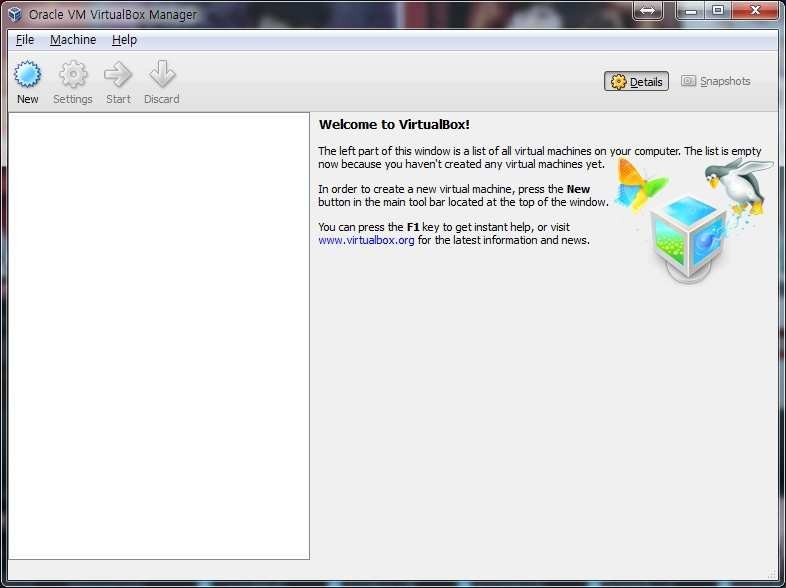 Oracle VM VirtualBox Manager
File Machine Help
New Settings Start Discard
Details Snapshots
Welcome to VirtualBox!
The left part of this window is a list of all virtual machines on your computer. The list is empty
now because you haven't created any virtual machines yet.
In order to create a new virtual machine, press the New
button in the main tool bar located at the top of the window.
You can press the F1 key to get instant help, or visit
www.virtualbox.org for the latest information and news.